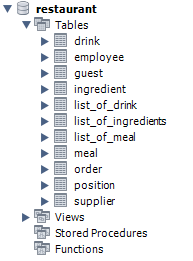 restaurant
Tables
drink
employee
guest
ingredient
list_of_drink
list_of_ingredients
list_of_meal
meal
order
position
supplier
Views
Stored Procedures
Functions